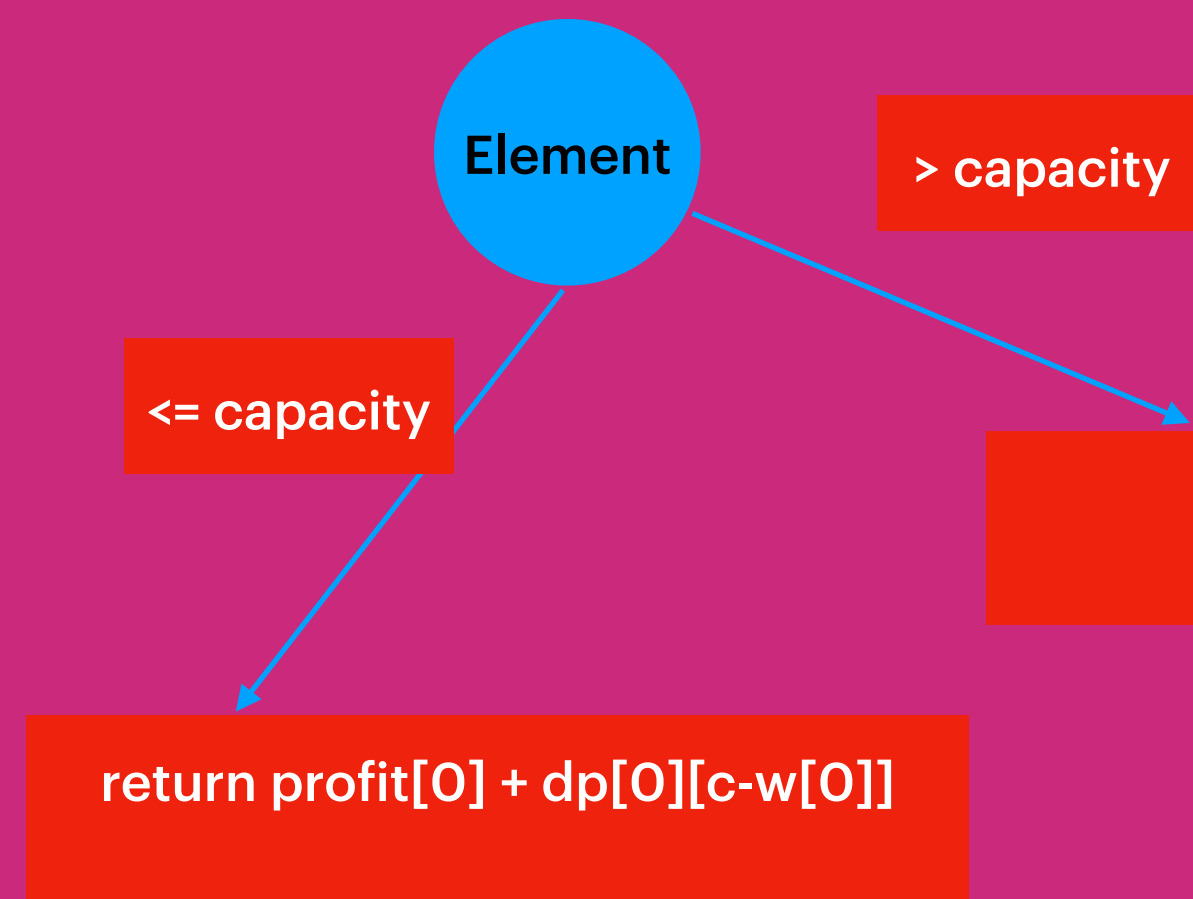 Element
> capacity
<= capacity
return profit[0] + dp[0][c-w[0]]